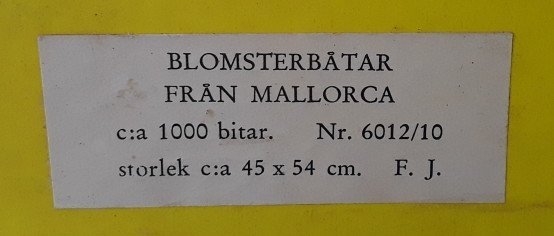 BLOMSTERBÅTAR
FRÅN MALLORCA
c:a 1000 bitar. Nr. 6012/10
storlek c:a 45 x 54 cm. F. J.